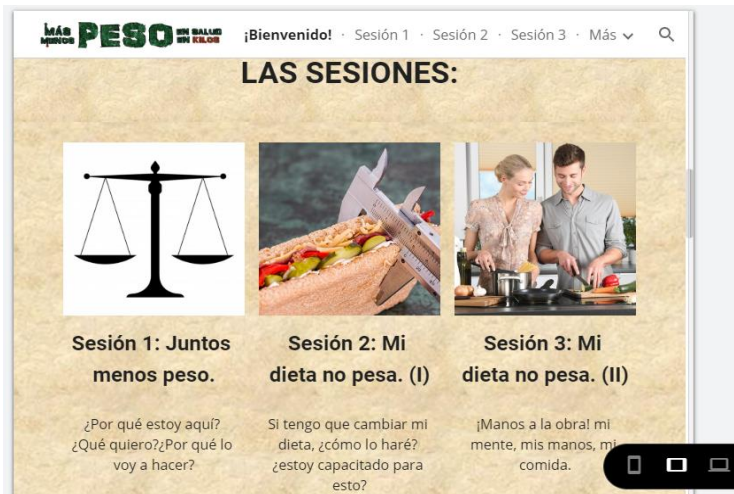 MÁS MENOS PESO EN SALUD EN KILOS
¡Bienvenido! · Sesión 1 · Sesión 2 · Sesión 3 · Más
LAS SESIONES:
Sesión 1: Juntos
menos peso.
¿Por qué estoy aquí?
¿Qué quiero?¿Por qué lo
voy a hacer?
Sesión 2: Mi
dieta no pesa. (I)
Si tengo que cambiar mi
dieta, ¿cómo lo haré?
¿estoy capacitado para
esto?
Sesión 3: Mi
dieta no pesa. (II)
¡Manos a la obra! mi
mente, mis manos, mi
comida.